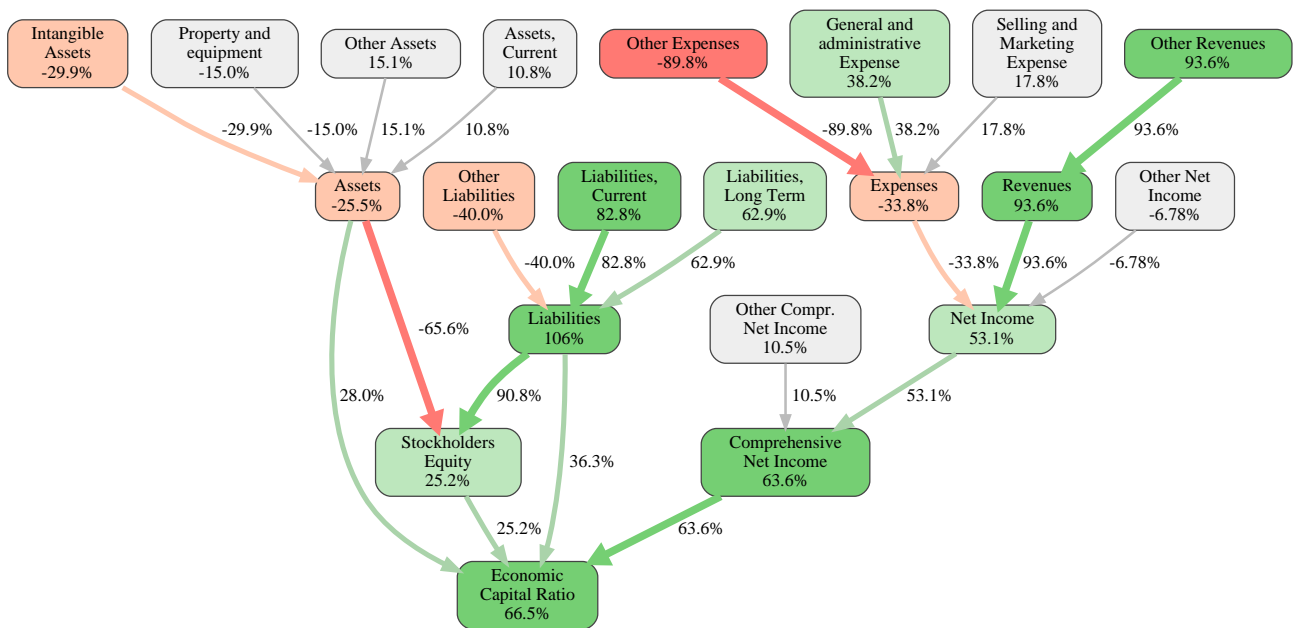 Intangible
Assets
-29.9%
Property and
equipment
-15.0%
Other Assets
15.1%
Assets,
Current
10.8%
Other Expenses
-89.8%
General and
administrative
Expense
38.2%
Selling and
Marketing
Expense
17.8%
Other Revenues
93.6%
-29.9%
-15.0%
15.1%
10.8%
-89.8%
38.2%
17.8%
93.6%
Assets
-25.5%
Other
Liabilities
-40.0%
Liabilities,
Current
82.8%
Liabilities,
Long Term
62.9%
Expenses
-33.8%
Revenues
93.6%
Other Net
Income
-6.78%
-40.0%
82.8%
62.9%
-33.8%
93.6%
-6.78%
-65.6%
Liabilities
106%
Other Compr.
Net Income
10.5%
Net Income
53.1%
28.0%
90.8%
10.5%
53.1%
Stockholders
Equity
25.2%
36.3%
Comprehensive
Net Income
63.6%
25.2%
63.6%
Economic
Capital Ratio
66.5%